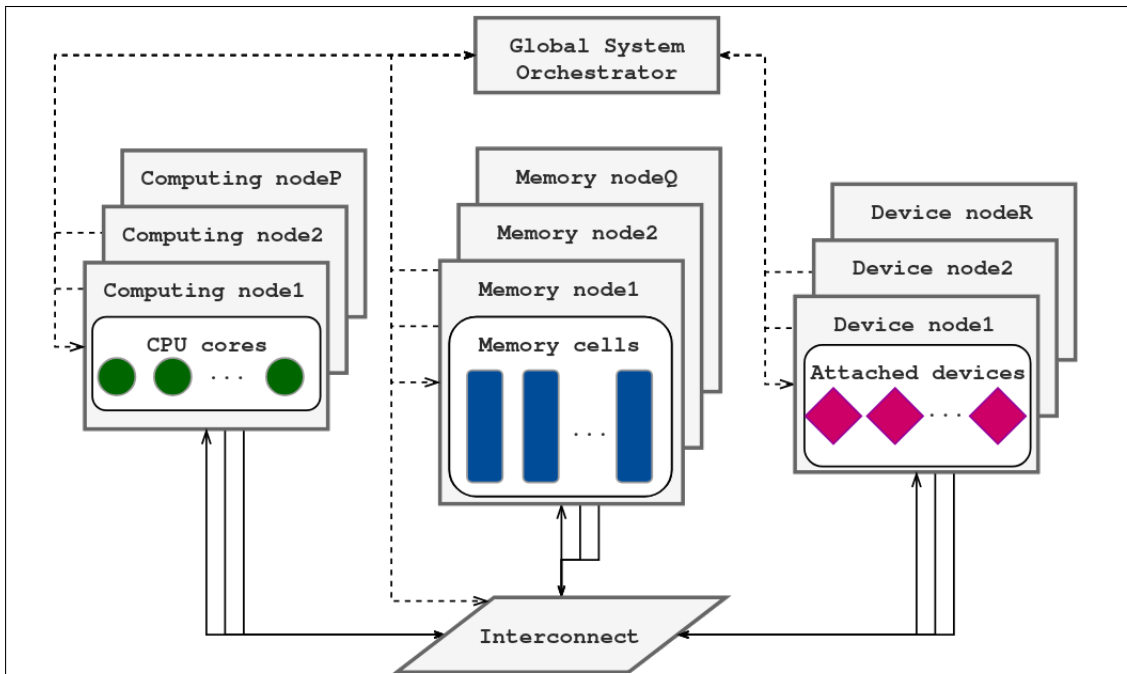 Global System
Orchestrator
Computing nodeP
Computing node2
Computing node1
CPU cores
...
Memory nodeQ
Memory node2
Memory node1
Memory cells
...
Device nodeR
Device node2
Device node1
Attached devices
...
Interconnect